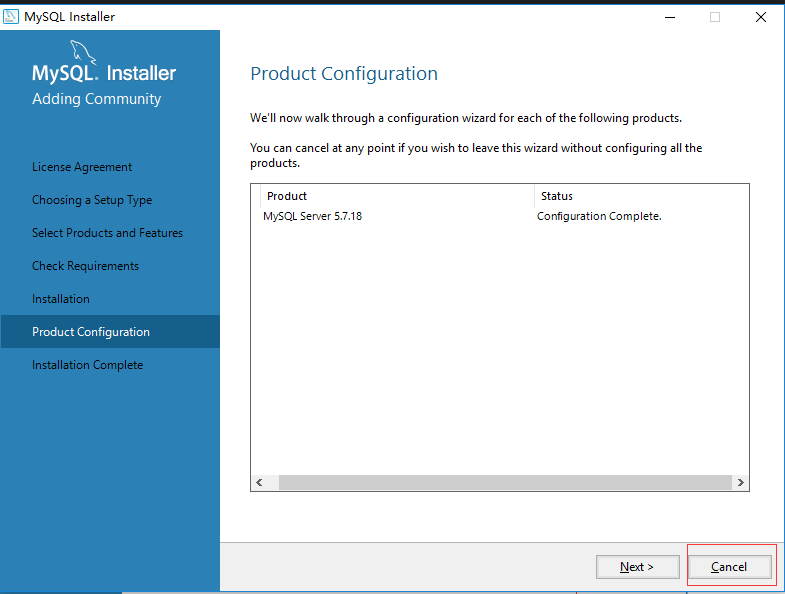 MySQL Installer
MySQL. Installer
Adding Community
License Agreement
Choosing a Setup Type
Select Products and Features
Check Requirements
Installation
Product Configuration
Installation Complete
Product Configuration
We'll now walk through a configuration wizard for each of the following products.
You can cancel at any point if you wish to leave this wizard without configuring all the
products.
Product Status
MySQL Server 5.7.18 Configuration Complete.
Next > Cancel